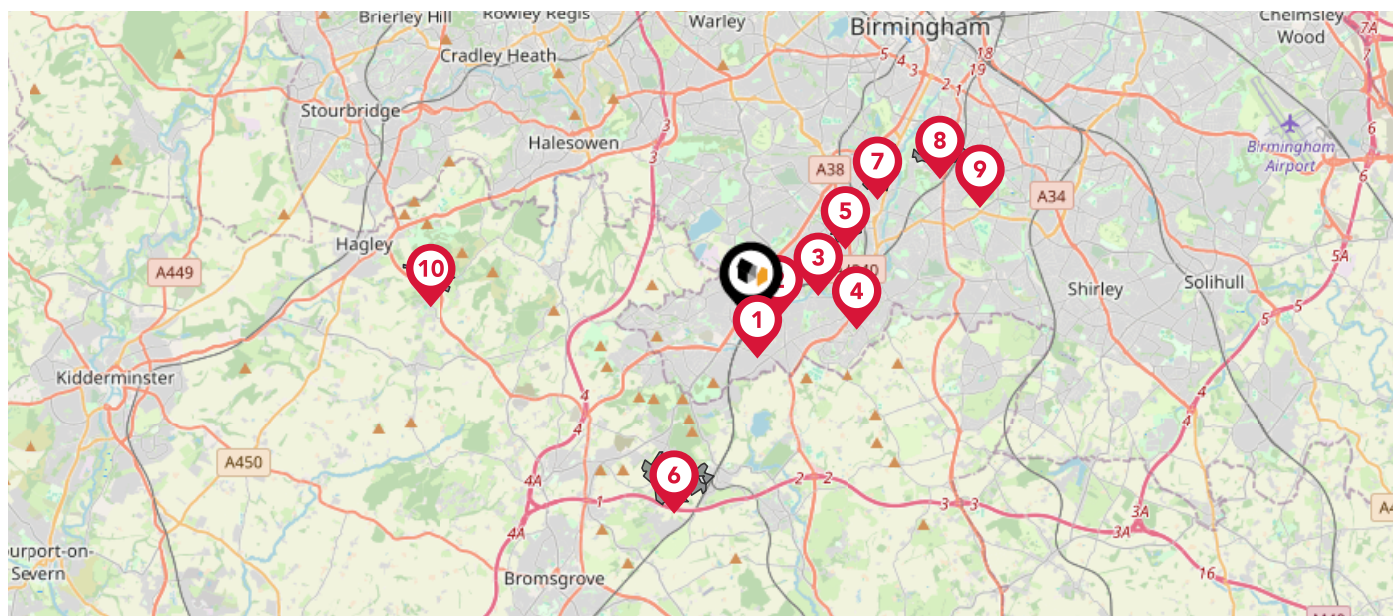 Brierley Hill
Rowley Regis
Warley
Birmingham
Chelmsley
Wood
7A
7
Cradley Heath
5
4
3
2
1
18
19
Stourbridge
Halesowen
3
3
6
6
Birmingham
Airport
A38
7
8
9
A34
5
Hagley
A449
10
3
4
2
1
5A
Shirley
Solihull
5
5
Kidderminster
4
4
4
4
A450
4A
4A
1
6
2
2
3
3
3A
3A
16
ourport-on-
Severn
Bromsgrove